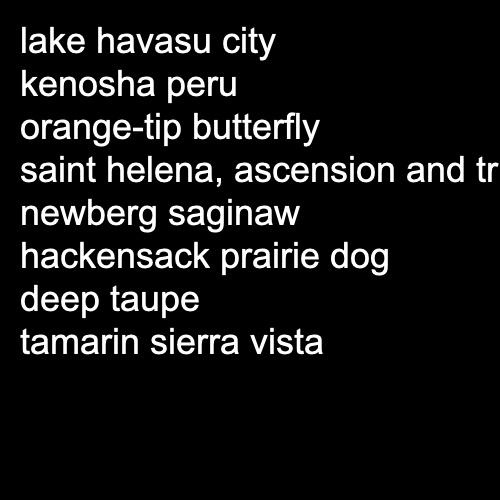 lake havasu city
kenosha peru
orange-tip butterfly
saint helena, ascension and tr
newberg saginaw
hackensack prairie dog
deep taupe
tamarin sierra vista